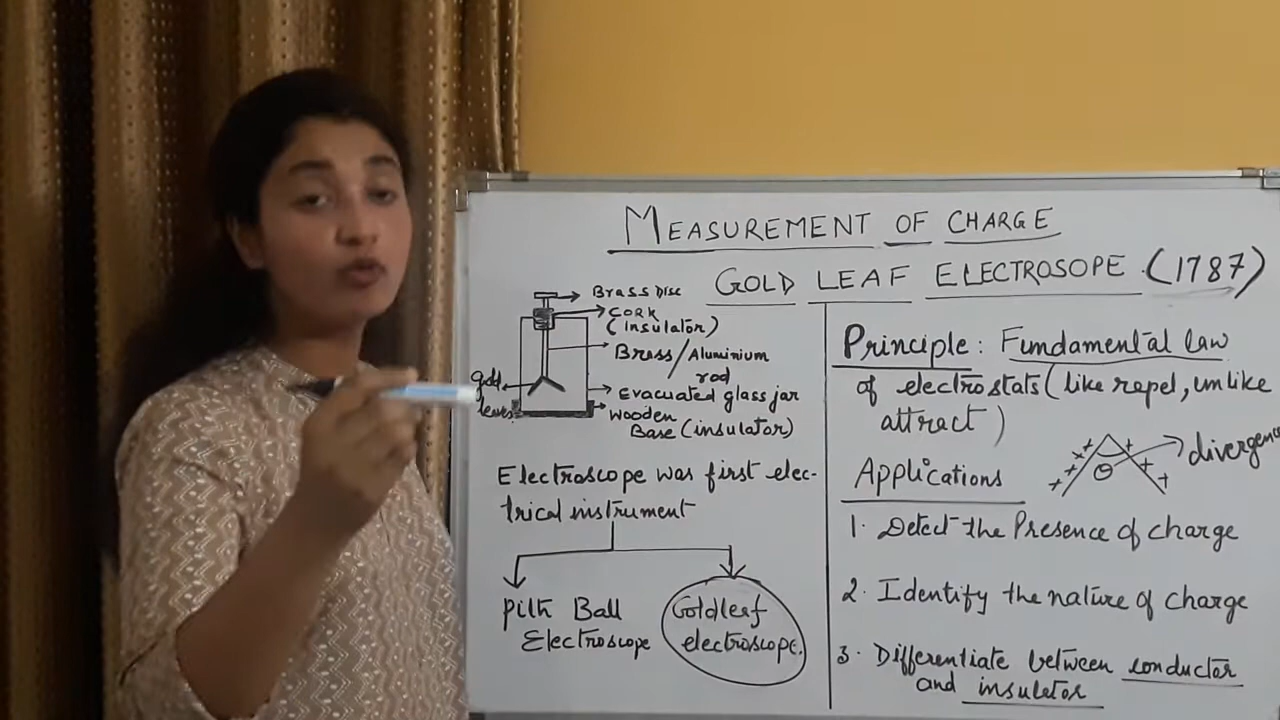 MEASUREMENT OF CHARGE
GOLD LEAF ELECTROSOPE (1787)
Brass Disc
CORK
(insulator)
Brass/Aluminium
rod
gold
leaves
Evacuated glass jar
Wooden
Base (insulator)
Electroscope was first elec-
trical instrument
Pith Ball
Electroscope
Goldleaf
electroscope.
Principle: Fundamental law
of electrostats (like repel, unlike
attract)
Applications
+ + + + + + +
θ
divergence
1. Detect the Presence of charge
2. Identify the nature of charge
3. Differentiate between conductor
and insulator